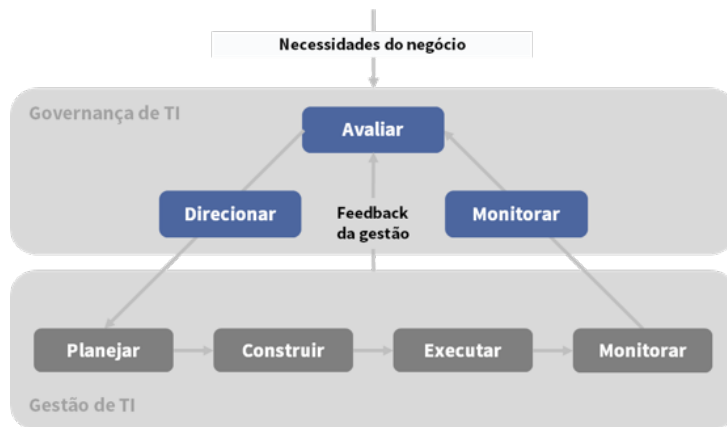 Necessidades do negócio
Governança de TI
Avaliar
Direcionar
Feedback
da gestão
Monitorar
Planejar
Construir
Executar
Monitorar
Gestão de TI